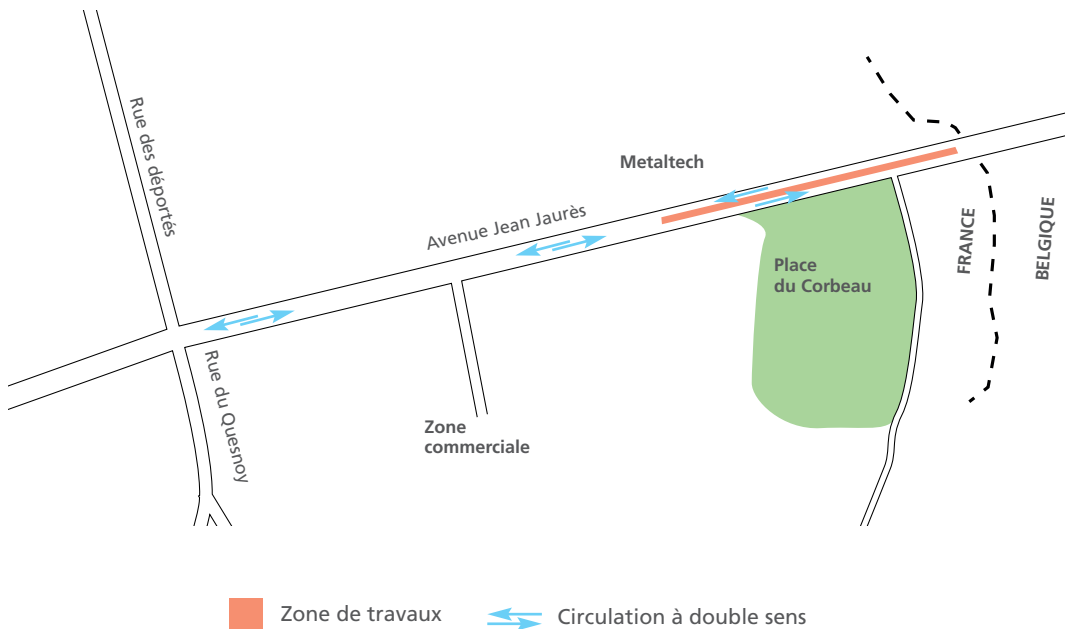 Rue des déportés
Metaltech
Avenue Jean Jaurès
FRANCE
BELGIQUE
Place
du Corbeau
Rue du Quesnoy
Zone
commerciale
Zone de travaux
Circulation à double sens